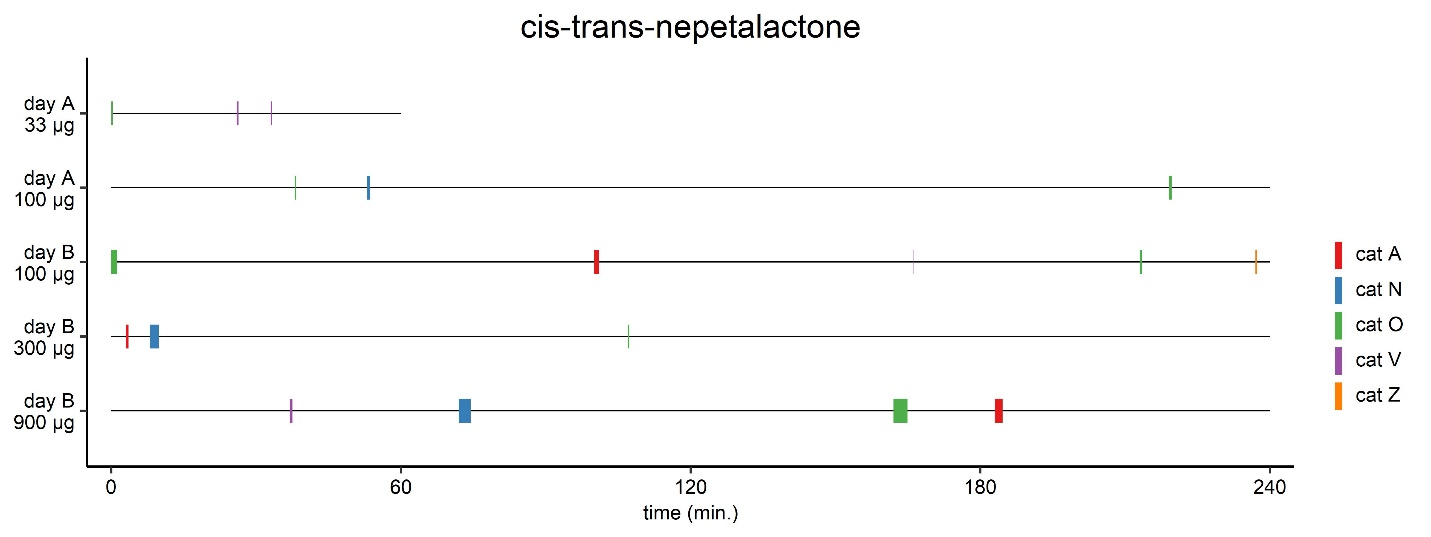 cis-trans-nepetalactone
day A
33 µg
day A
100 µg
day B
100 µg
day B
300 µg
day B
900 µg
cat A
cat N
cat O
cat V
cat Z
0 60 120 180 240
time (min.)